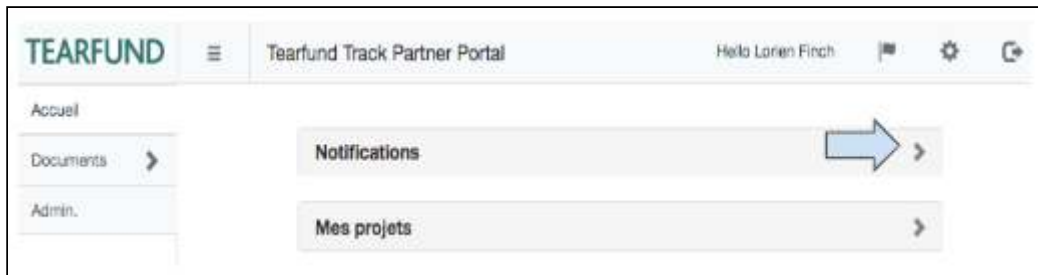 TEARFUND
Tearfund Track Partner Portal
Hello Lorien Finch
Accueil
Documents
Admin.
Notifications
Mes projets